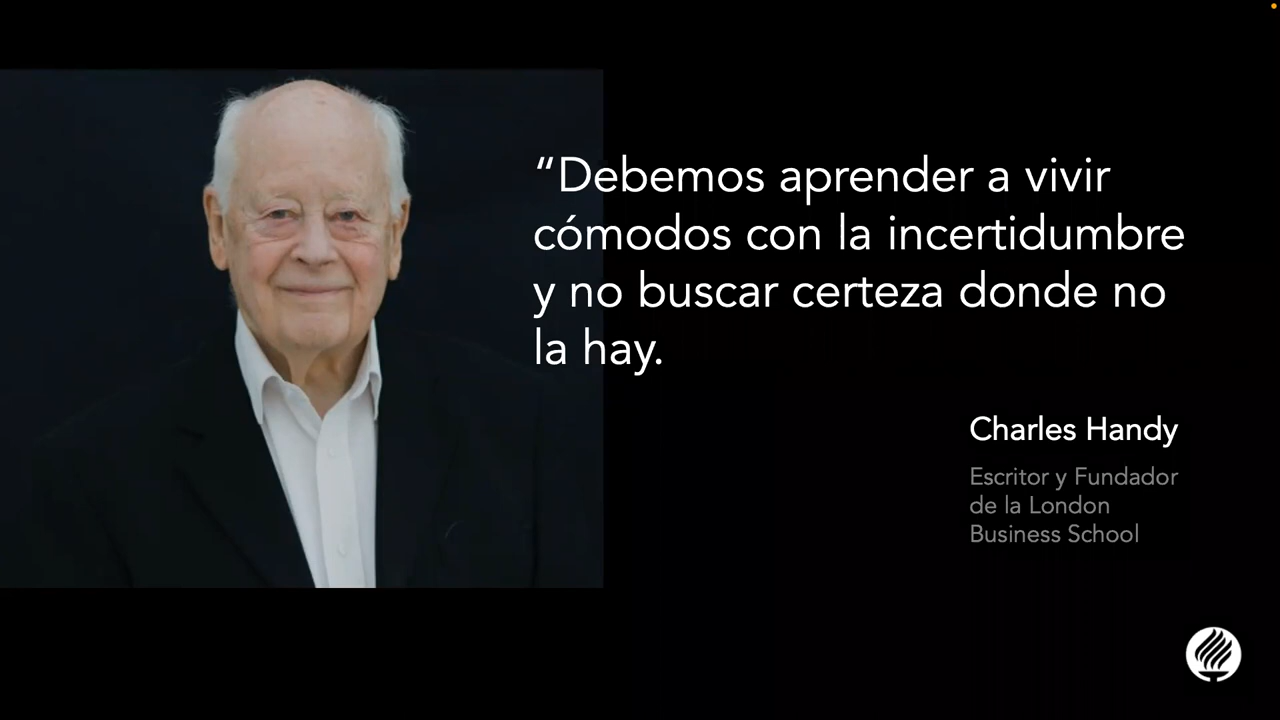 “Debemos aprender a vivir
cómodos con la incertidumbre
y no buscar certeza donde no
la hay.
Charles Handy
Escritor y Fundador
de la London
Business School